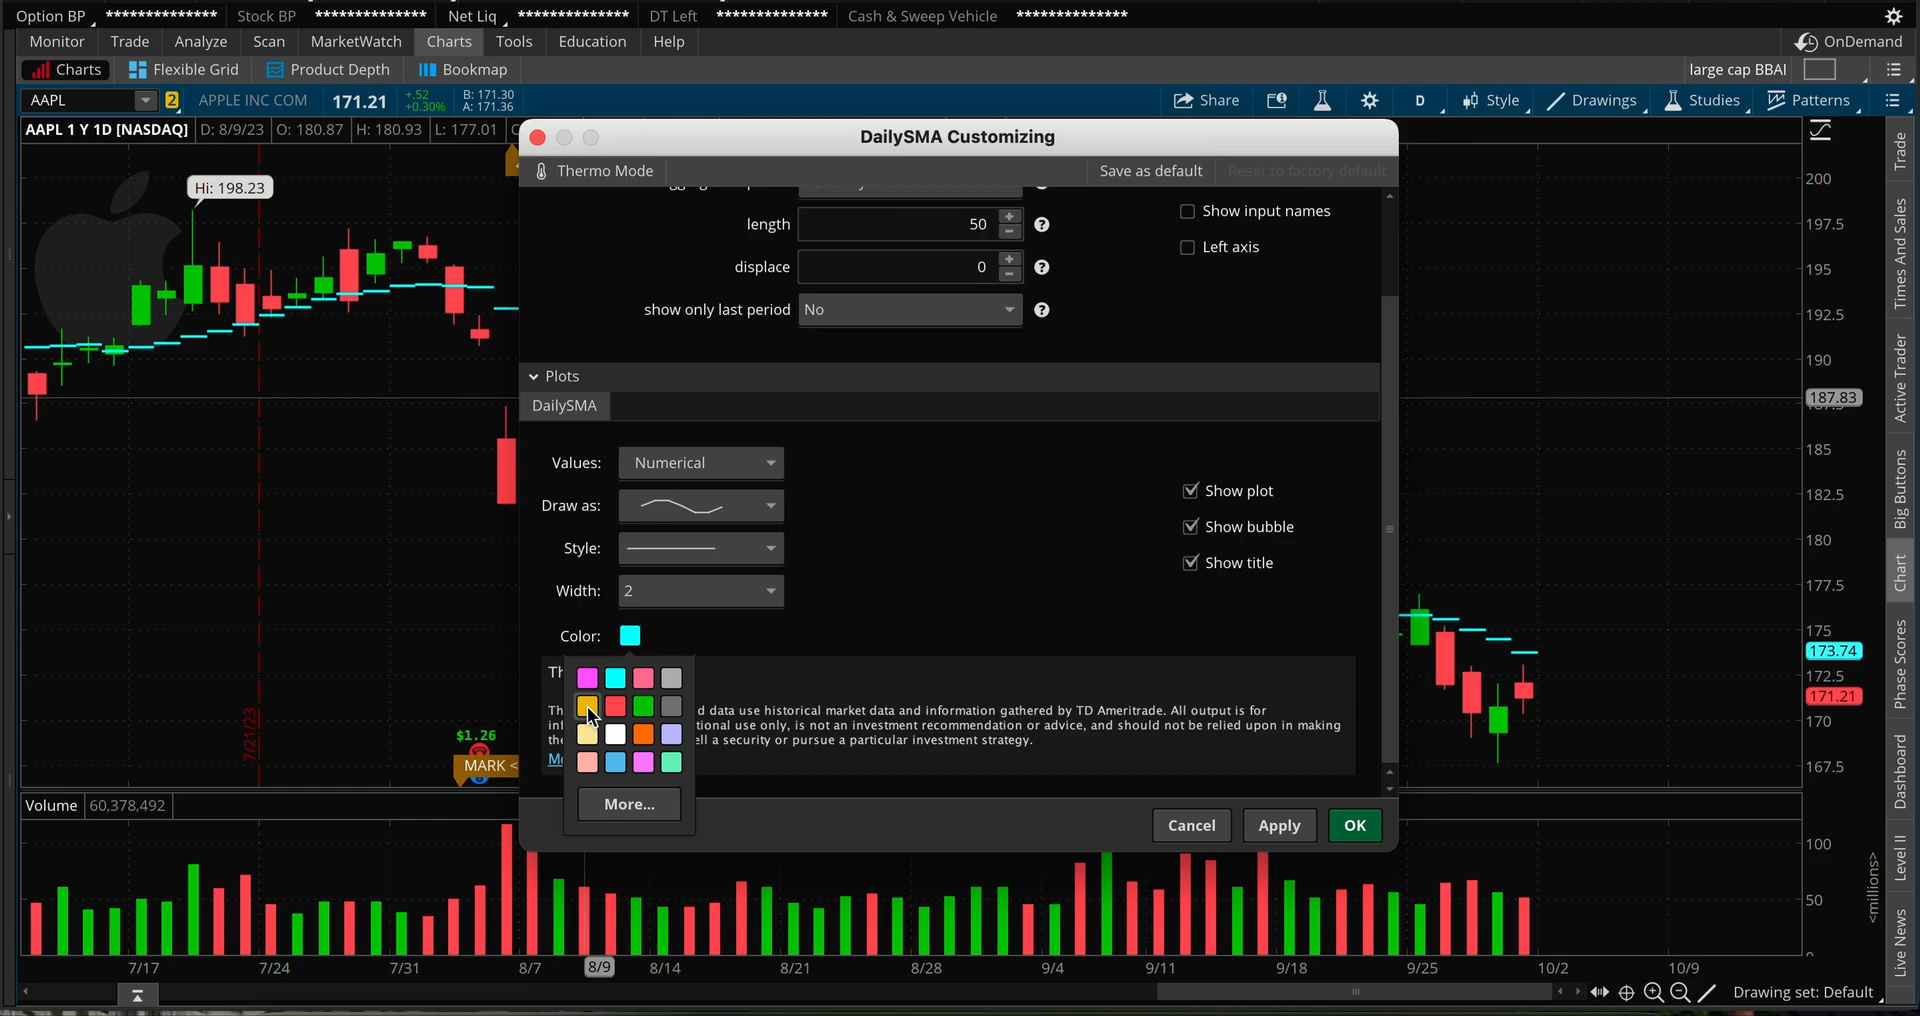 Option BP ************** Stock BP ************** Net Liq ************** DT Left ************** Cash & Sweep Vehicle **************
Monitor Trade Analyze Scan MarketWatch Charts Tools Education Help OnDemand
Charts Flexible Grid Product Depth Bookmap large cap BBAI
AAPL 2 APPLE INC COM 171.21 +.52 +0.30% B: 171.30 A: 171.36 Share D Style Drawings Studies Patterns
AAPL 1 Y 1D [NASDAQ] D: 8/9/23 O: 180.87 H: 180.93 L: 177.01
DailySMA Customizing
Thermo Mode Save as default Reset to factory default
Hi: 198.23
length 50
displace 0
show only last period No
Show input names
Left axis
Plots
DailySMA
Values: Numerical
Draw as:
Style:
Width: 2
Color:
Show plot
Show bubble
Show title
d data use historical market data and information gathered by TD Ameritrade. All output is for
tional use only, is not an investment recommendation or advice, and should not be relied upon in making
ell a security or pursue a particular investment strategy.
More...
Cancel Apply OK
7/21/23
$1.26
MARK <
200
197.5
195
192.5
190
187.83
185
182.5
180
177.5
175
173.74
172.5
171.21
170
167.5
Volume 60,378,492
100
50
0
<millions>
7/17 7/24 7/31 8/7 8/9 8/14 8/21 8/28 9/4 9/11 9/18 9/25 10/2 10/9
Drawing set: Default
Trade
Times And Sales
Active Trader
Big Buttons
Chart
Phase Scores
Dashboard
Level II
Live News